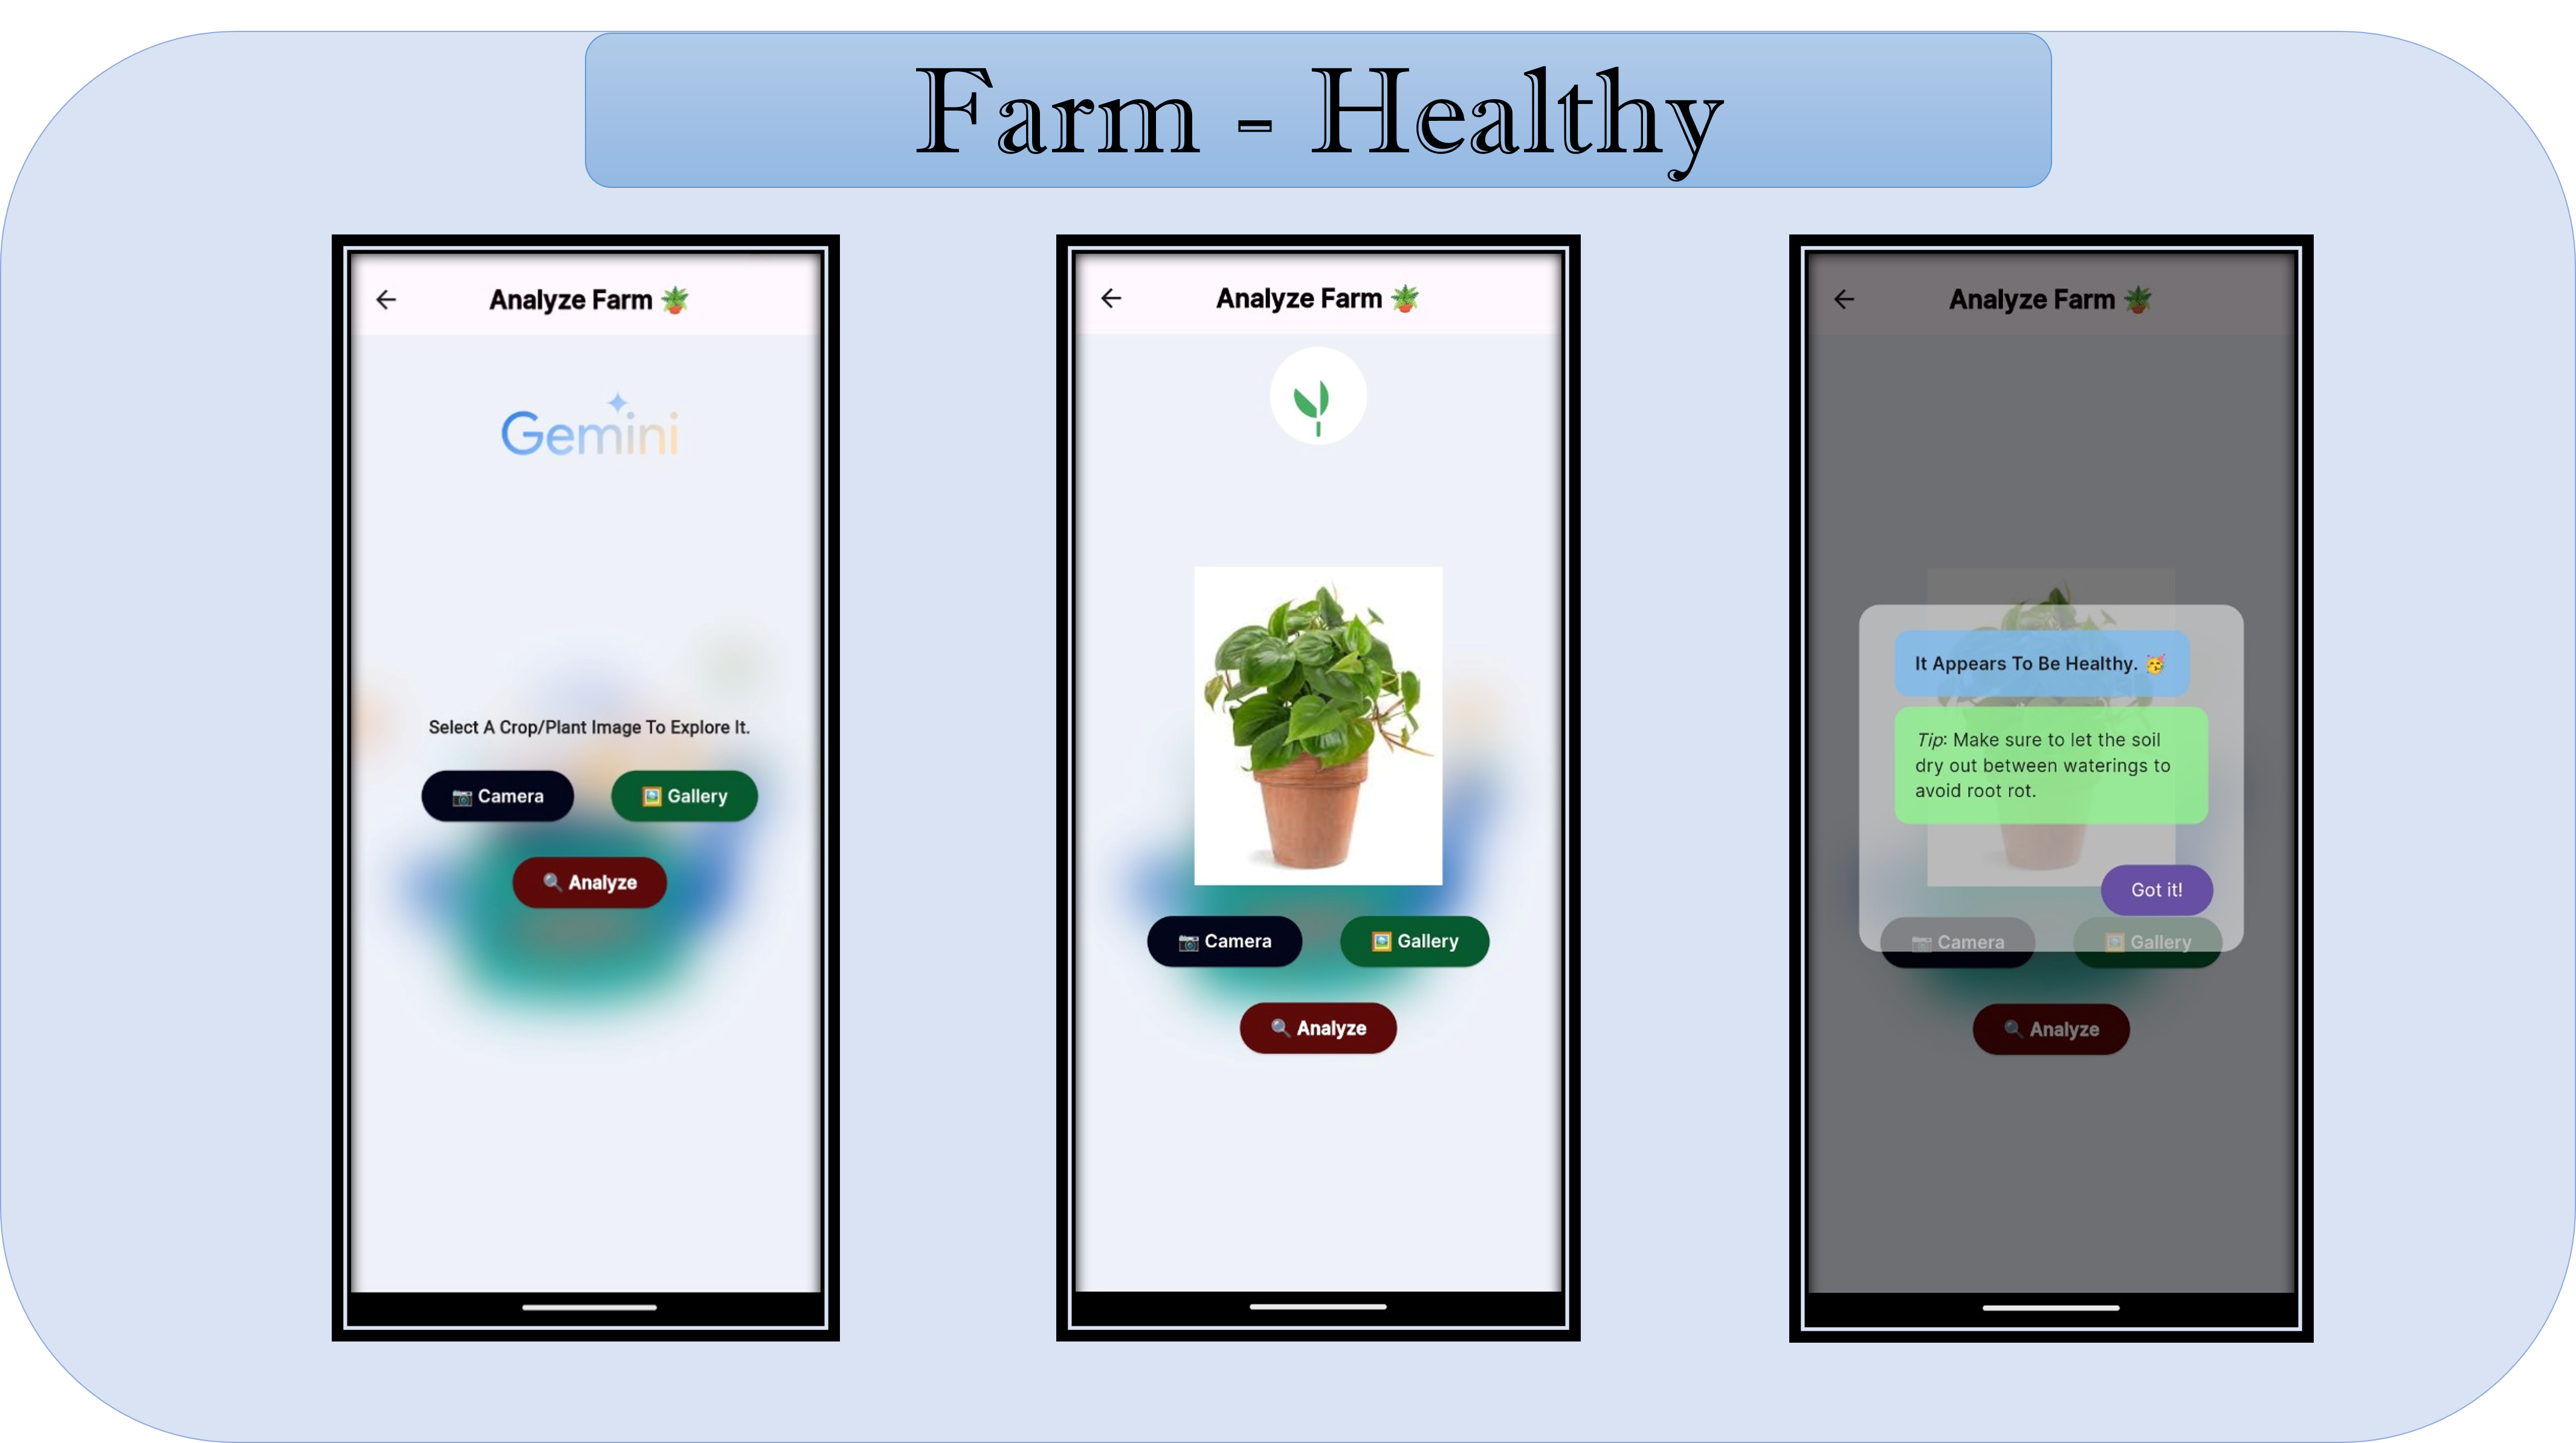 Farm - Healthy
Analyze Farm
Gemini
Select A Crop/Plant Image To Explore It.
Camera
Gallery
Analyze
Analyze Farm
Camera
Gallery
Analyze
Analyze Farm
It Appears To Be Healthy.
Tip: Make sure to let the soil
dry out between waterings to
avoid root rot.
Got it!
Camera
Gallery
Analyze